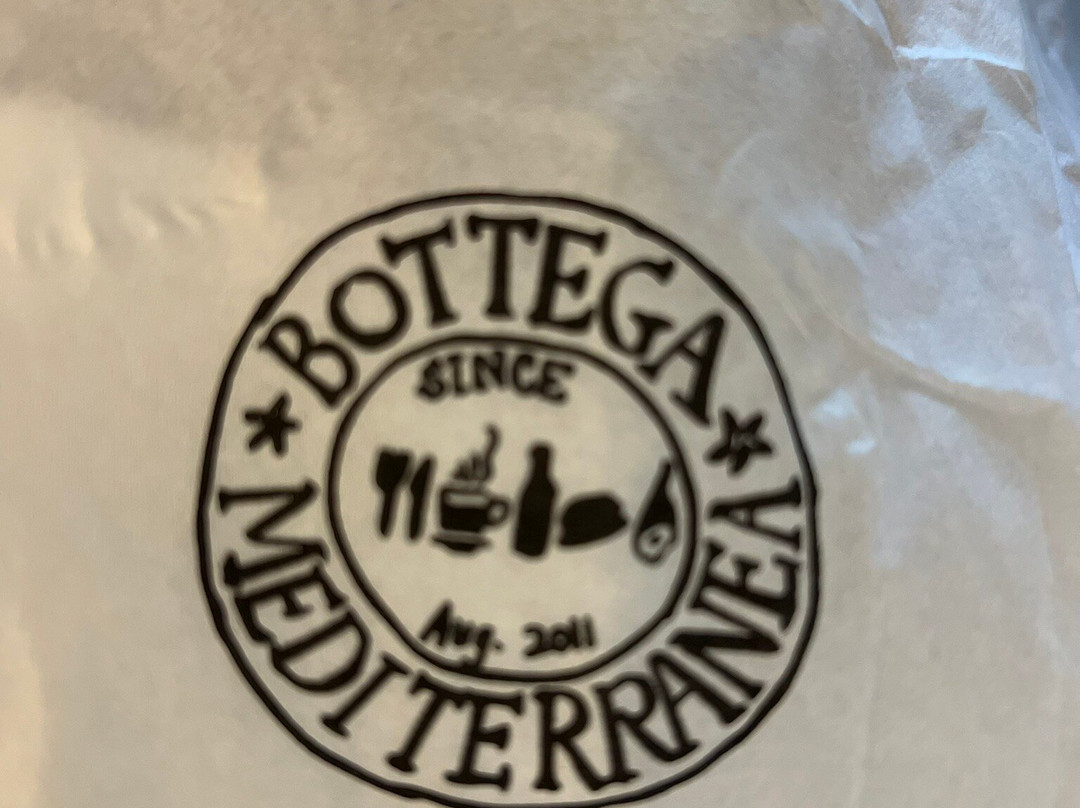 BOTTEGA
SINCE
Aug. 2011
MEDITERRANEA